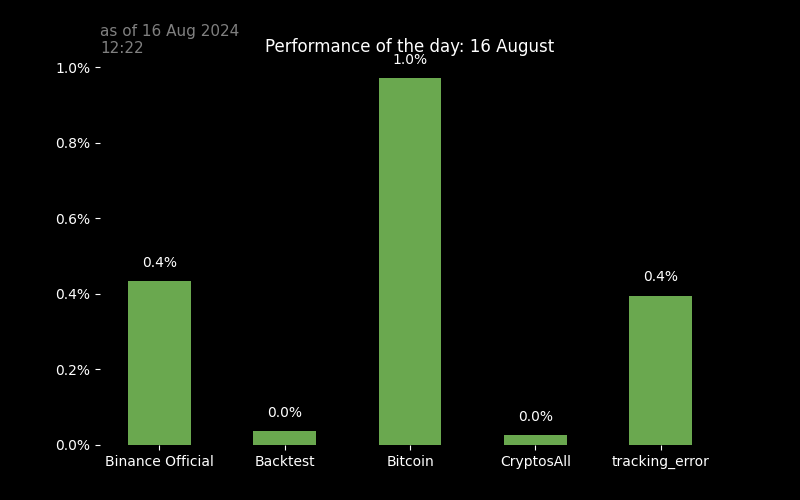 as of 16 Aug 2024
12:22
Performance of the day: 16 August
1.0%
0.8%
0.6%
0.4%
0.2%
0.0%
0.4%
0.0%
1.0%
0.0%
0.4%
Binance Official
Backtest
Bitcoin
CryptosAll
tracking_error